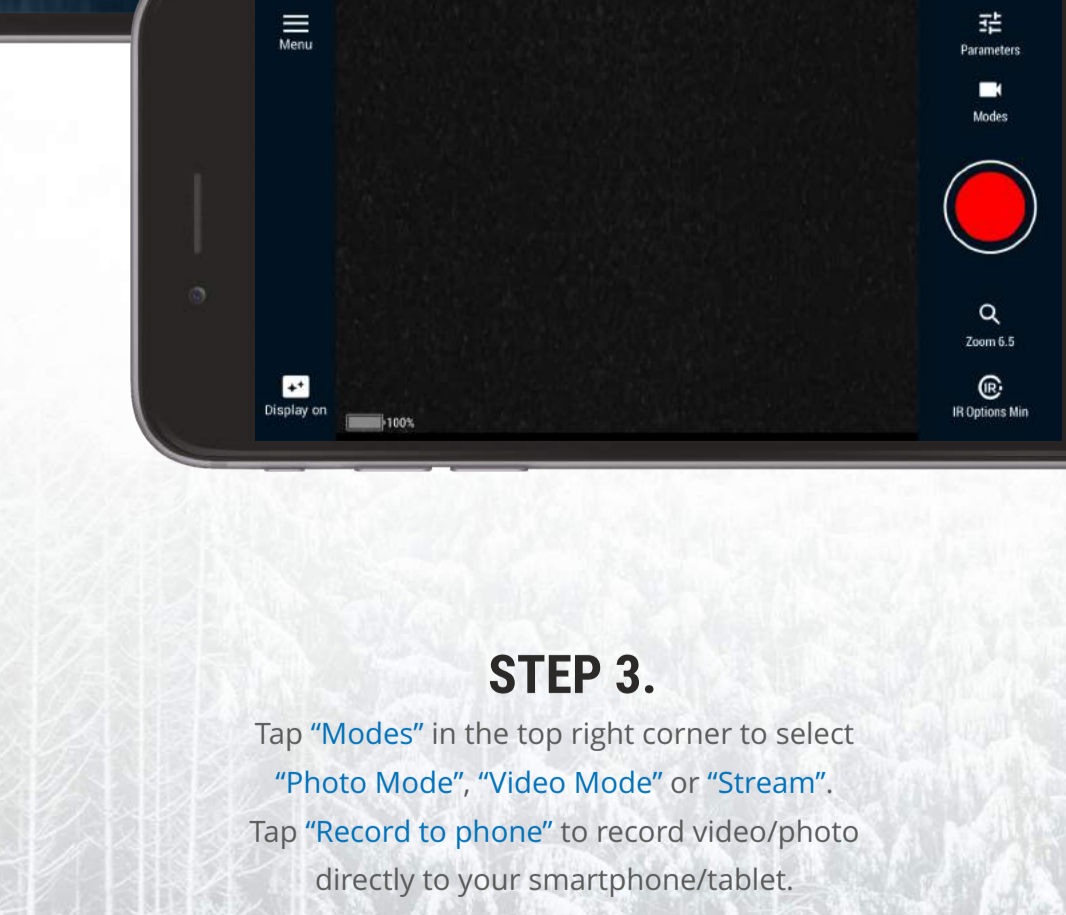 Menu
Parameters
Modes
Zoom 6.5
IR
IR Options Min
Display on
100%
STEP 3.
Tap “Modes” in the top right corner to select
“Photo Mode”, “Video Mode” or “Stream”.
Tap “Record to phone” to record video/photo
directly to your smartphone/tablet.